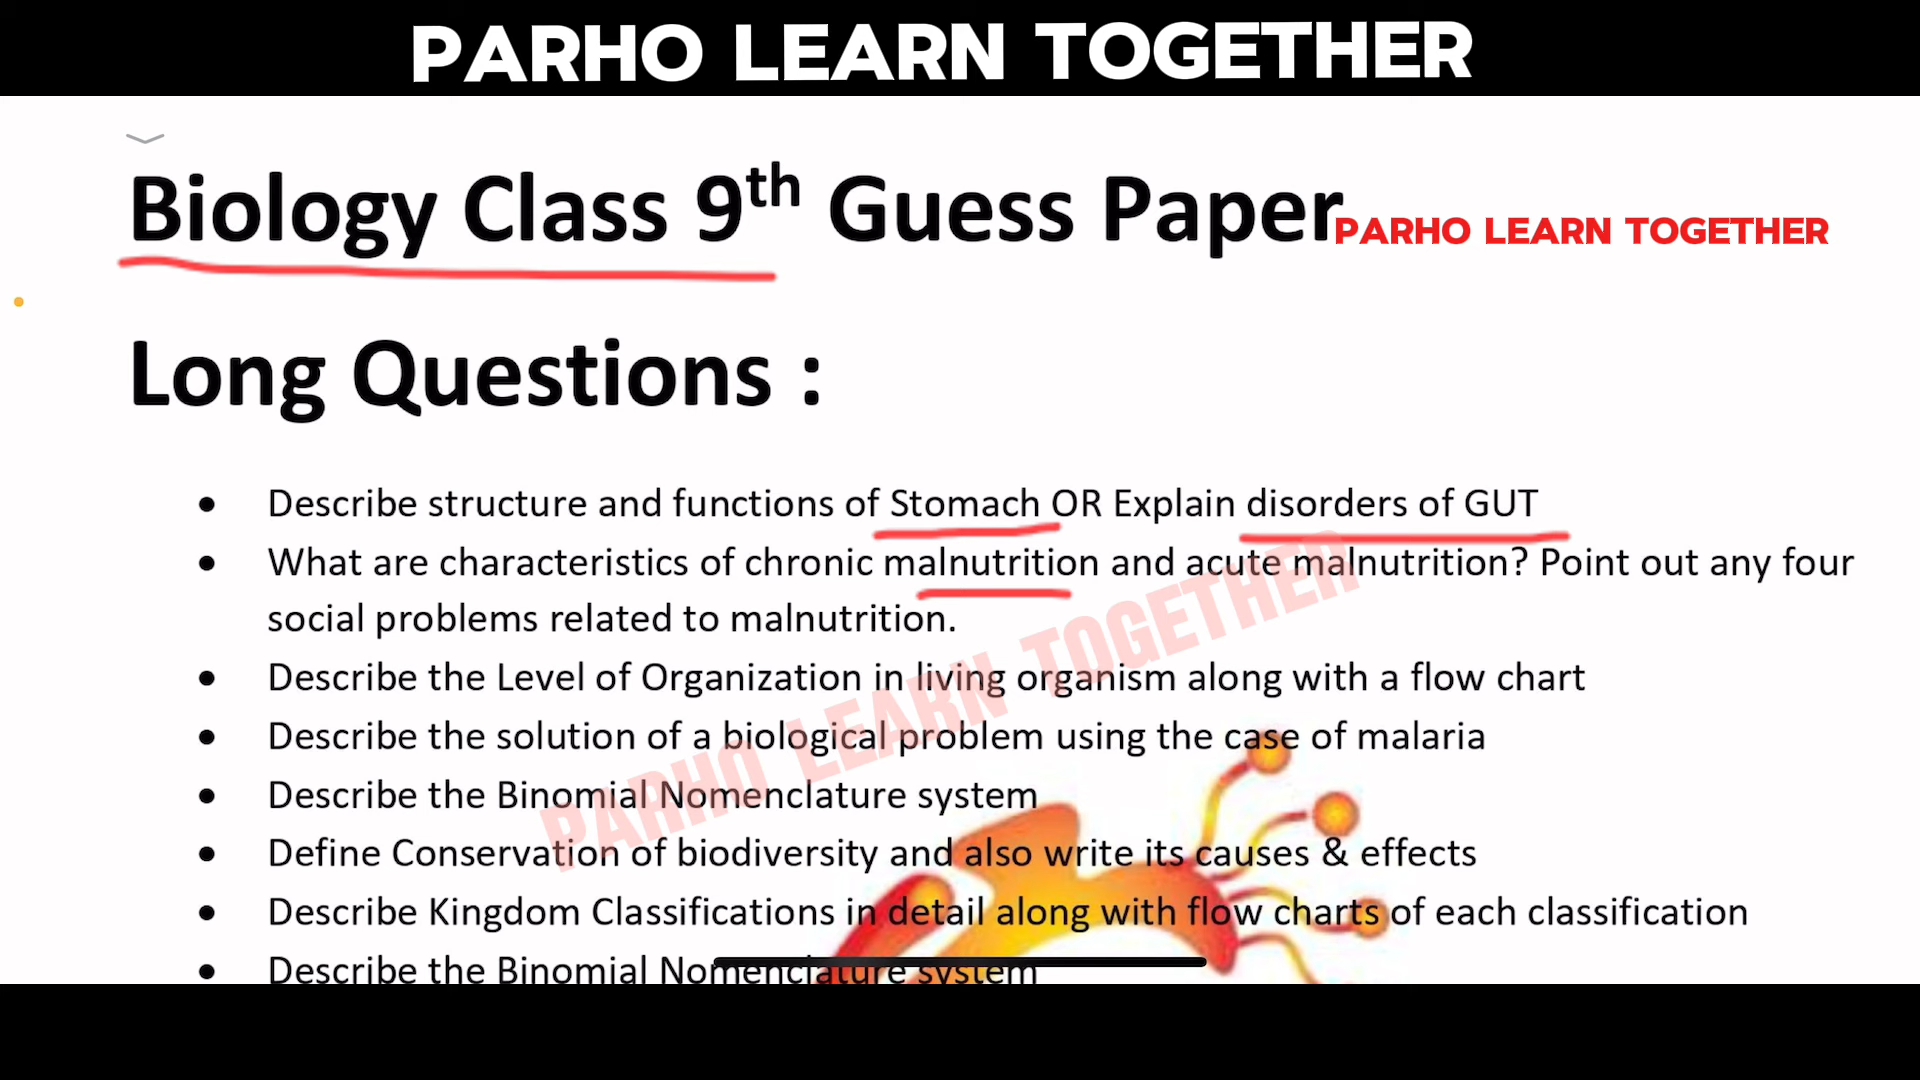 PARHO LEARN TOGETHER
Biology Class 9th Guess Paper
PARHO LEARN TOGETHER
Long Questions :
• Describe structure and functions of Stomach OR Explain disorders of GUT
• What are characteristics of chronic malnutrition and acute malnutrition? Point out any four
social problems related to malnutrition.
• Describe the Level of Organization in living organism along with a flow chart
• Describe the solution of a biological problem using the case of malaria
• Describe the Binomial Nomenclature system
• Define Conservation of biodiversity and also write its causes & effects
• Describe Kingdom Classifications in detail along with flow charts of each classification
• Describe the Binomial Nomenclature system
PARHO LEARN TOGETHER